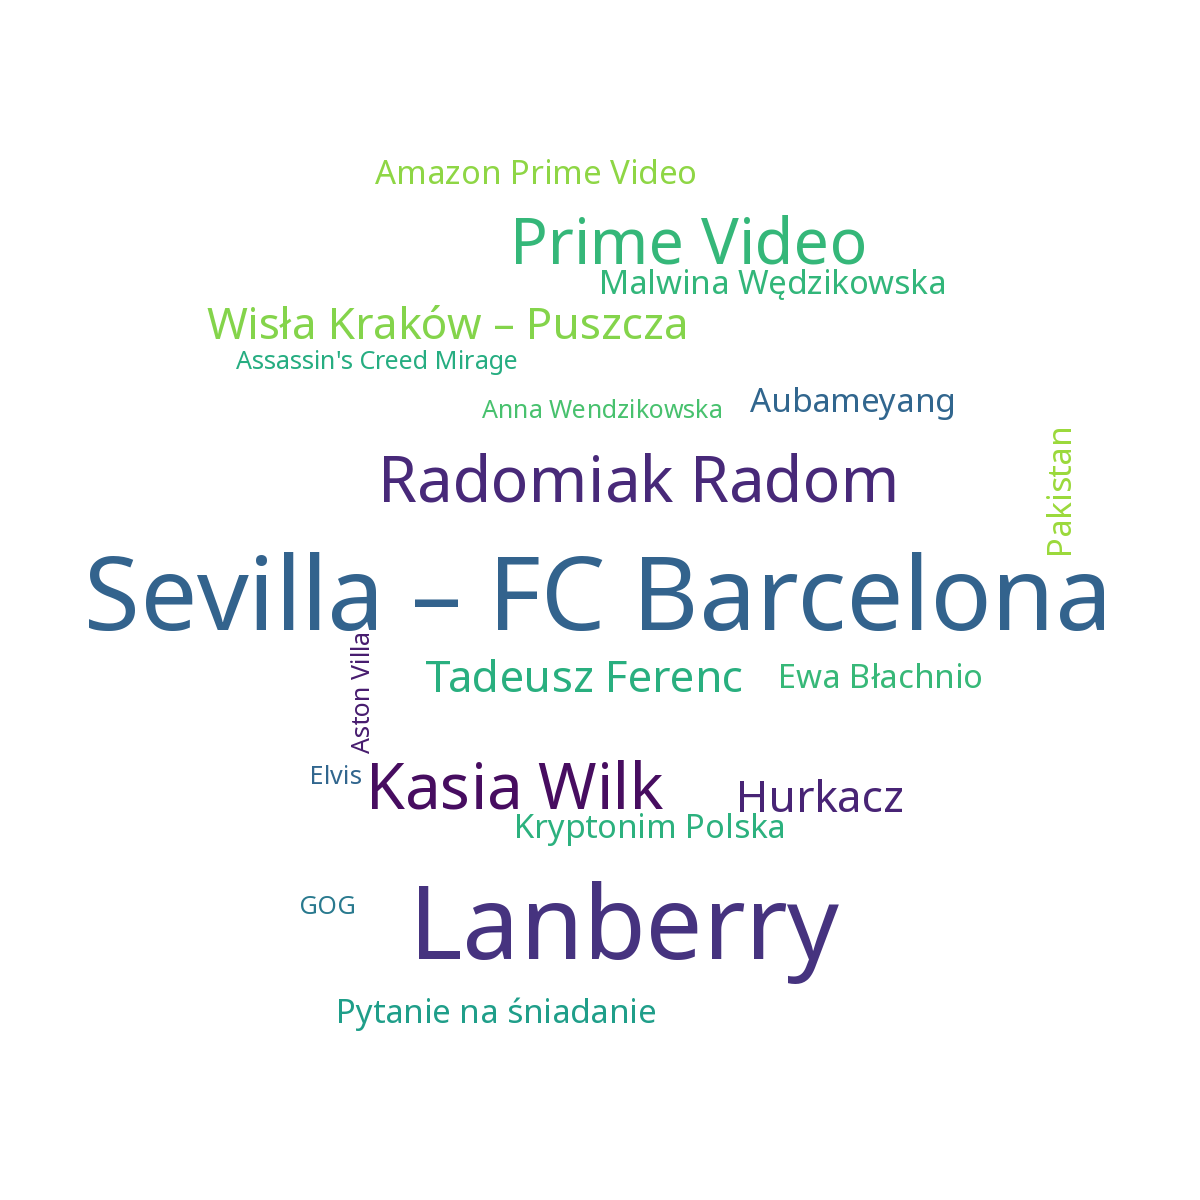 Amazon Prime Video
Prime Video
Malwina Wędzikowska
Wisła Kraków – Puszcza
Assassin's Creed Mirage
Anna Wendzikowska
Aubameyang
Pakistan
Radomiak Radom
Sevilla – FC Barcelona
Aston Villa
Tadeusz Ferenc
Ewa Błachnio
Elvis
Kasia Wilk
Hurkacz
Kryptonim Polska
GOG
Lanberry
Pytanie na śniadanie